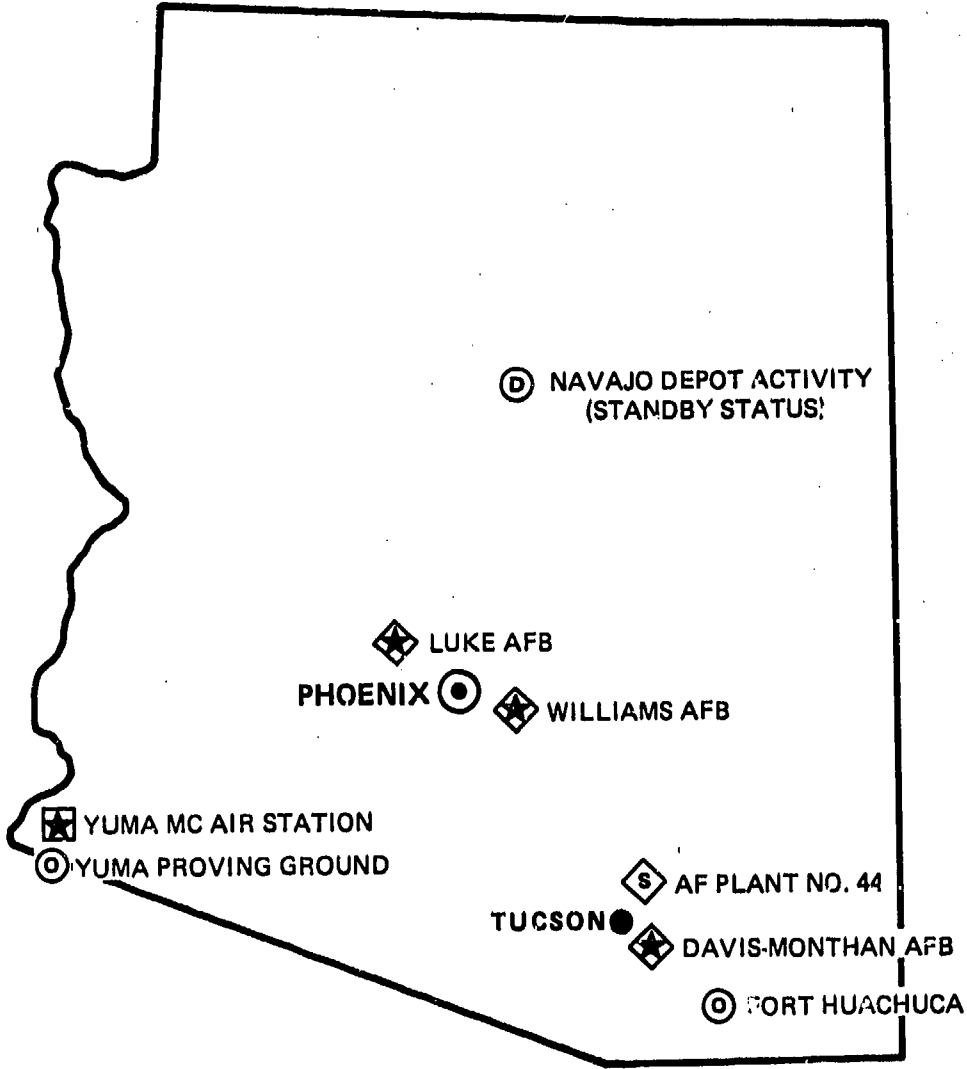 D NAVAJO DEPOT ACTIVITY
(STANDBY STATUS)
LUKE AFB
PHOENIX
WILLIAMS AFB
YUMA MC AIR STATION
O YUMA PROVING GROUND
S AF PLANT NO. 44
TUCSON
DAVIS-MONTHAN AFB
O FORT HUACHUCA